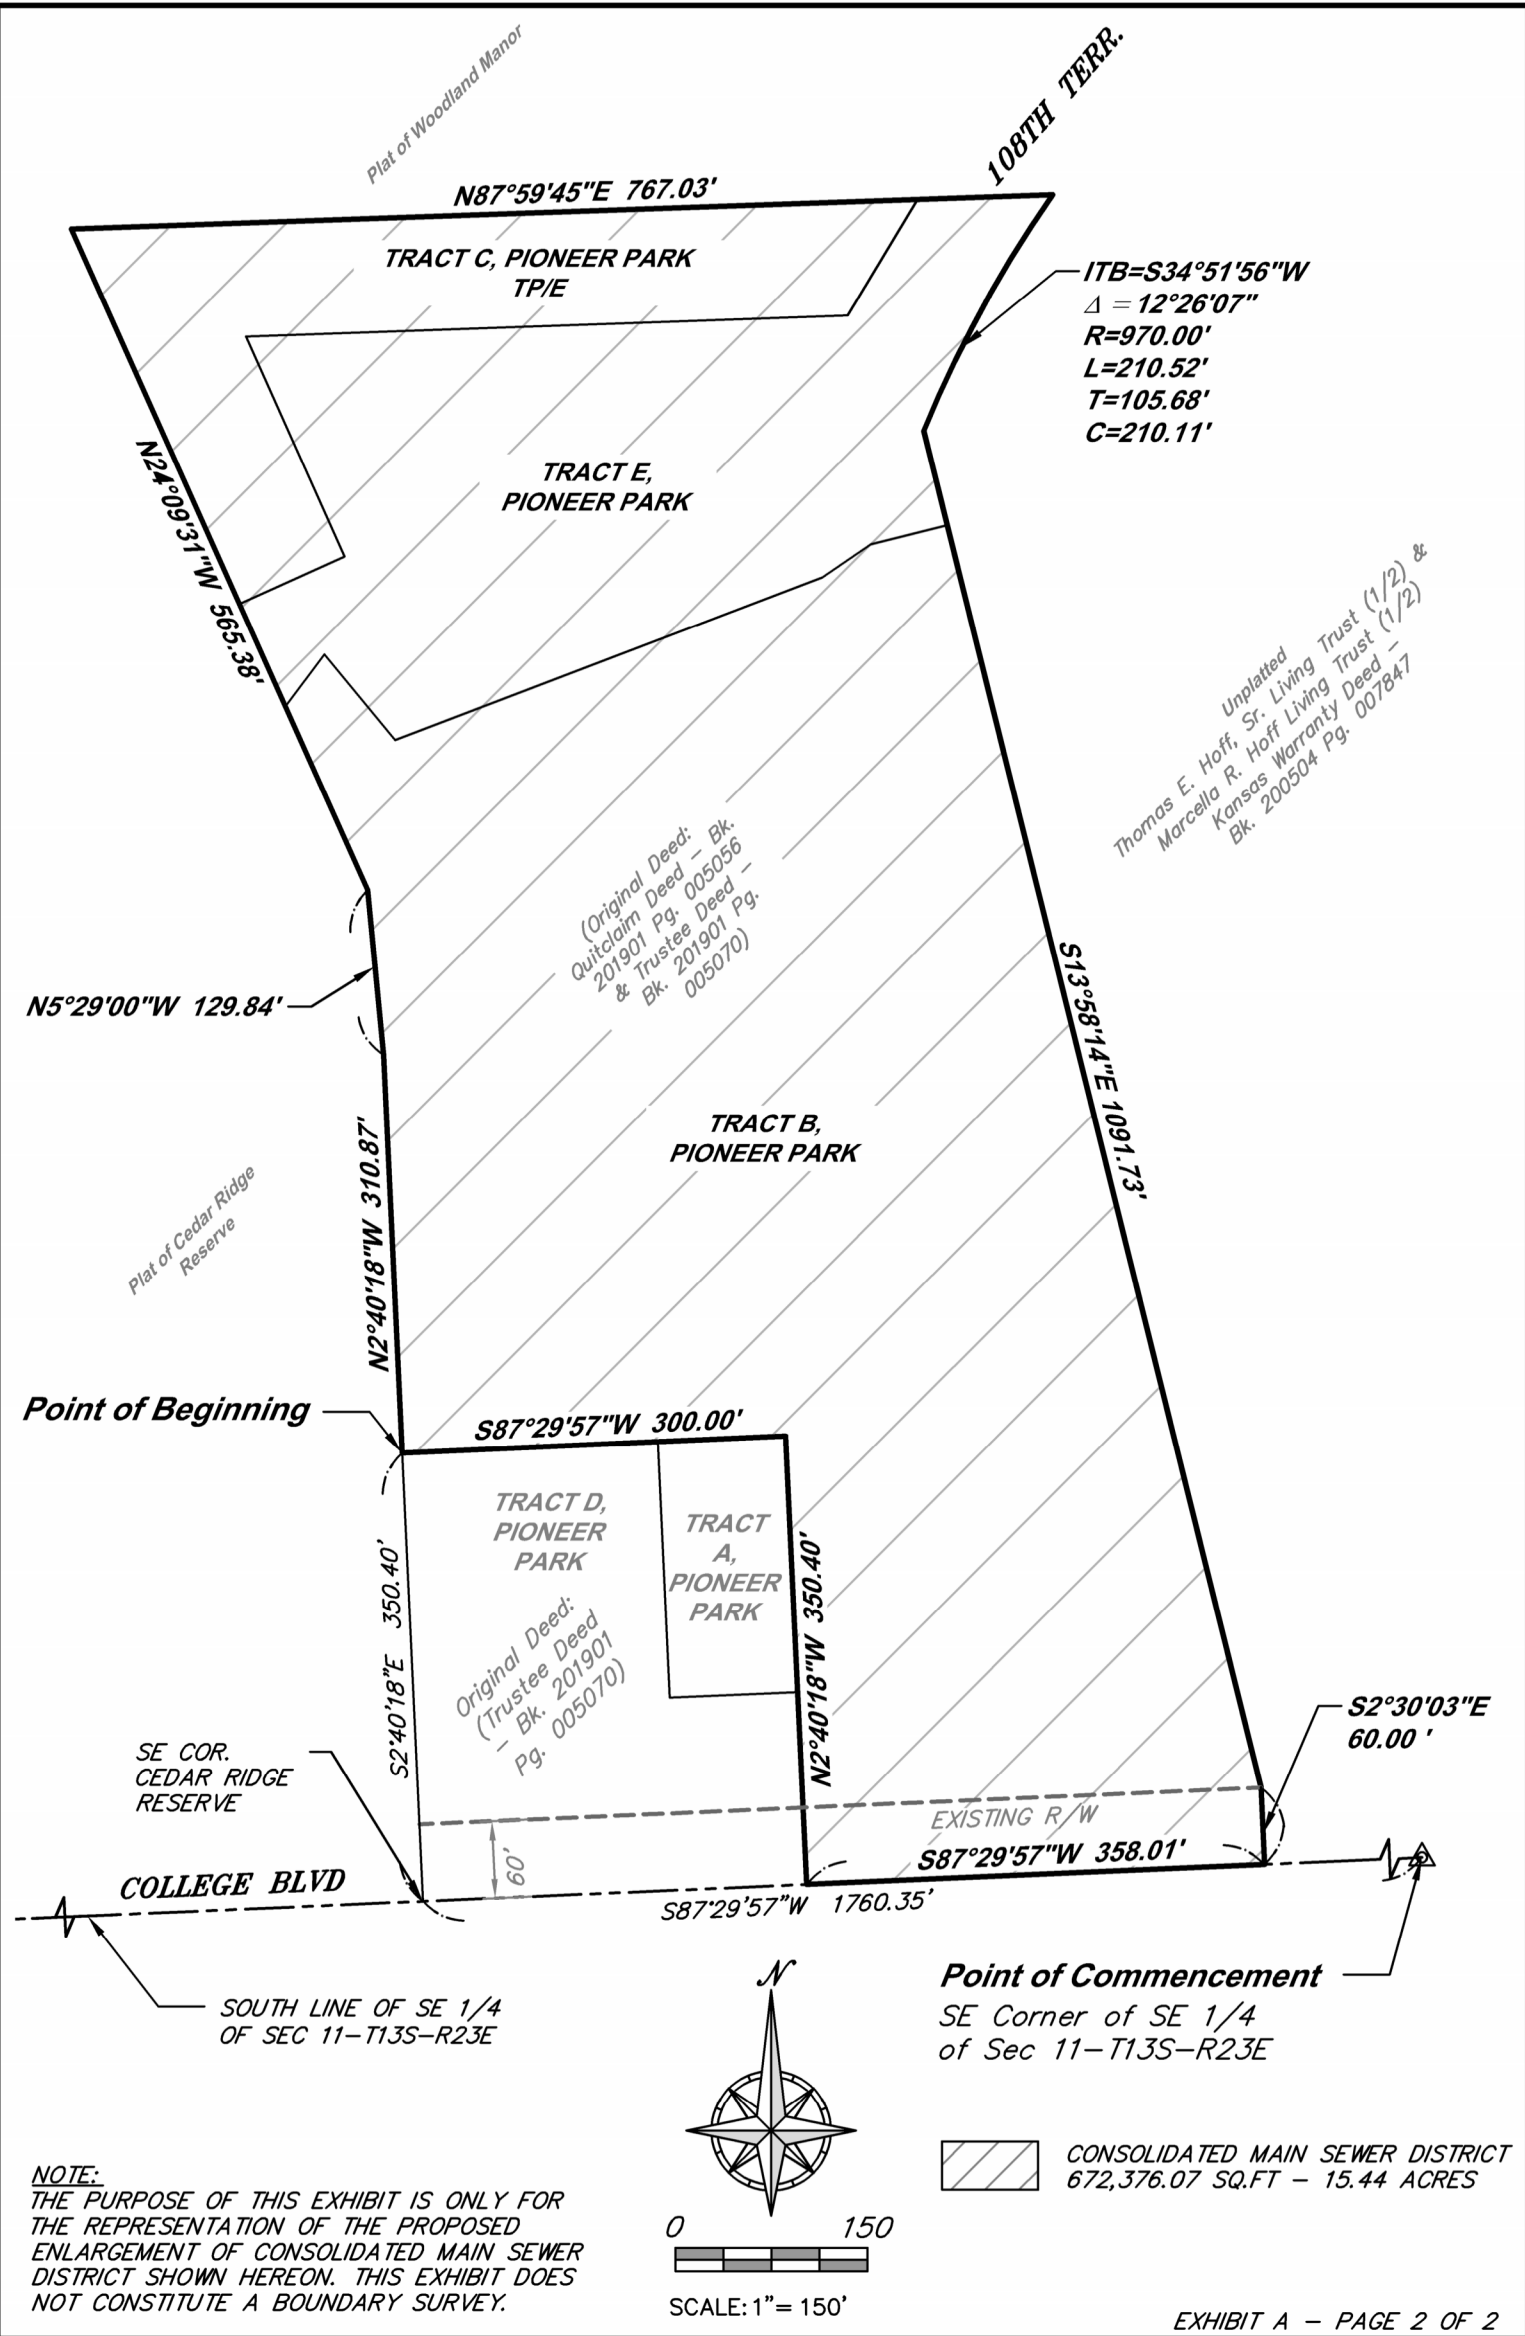 Plat of Woodland Manor
108TH TERR.
N87°59'45"E 767.03'
TRACT C, PIONEER PARK
TP/E
ITB=S34°51'56"W
Δ = 12°26'07"
R=970.00'
L=210.52'
T=105.68'
C=210.11'
N24°09'31"W 565.38'
TRACT E,
PIONEER PARK
Unplatted
Thomas E. Hoff, Sr. Living Trust (1/2) &
Marcella R. Hoff Living Trust (1/2)
Kansas Warranty Deed –
Bk. 200504 Pg. 007847
(Original Deed:
Quitclaim Deed – Bk.
201901 Pg. 005056
& Trustee Deed –
Bk. 201901 Pg.
005070)
N5°29'00"W 129.84'
S13°58'14"E 1091.73'
TRACT B,
PIONEER PARK
N2°40'18"W 310.87'
Plat of Cedar Ridge
Reserve
Point of Beginning
S87°29'57"W 300.00'
TRACT D,
PIONEER
PARK
TRACT
A,
PIONEER
PARK
S2°40'18"E 350.40'
Original Deed:
(Trustee Deed
– Bk. 201901
Pg. 005070)
N2°40'18"W 350.40'
S2°30'03"E
60.00 '
SE COR.
CEDAR RIDGE
RESERVE
EXISTING R/W
S87°29'57"W 358.01'
60'
COLLEGE BLVD
S87°29'57"W 1760.35'
Point of Commencement
SE Corner of SE 1/4
of Sec 11–T13S–R23E
SOUTH LINE OF SE 1/4
OF SEC 11–T13S–R23E
N
CONSOLIDATED MAIN SEWER DISTRICT
672,376.07 SQ.FT – 15.44 ACRES
NOTE:
THE PURPOSE OF THIS EXHIBIT IS ONLY FOR
THE REPRESENTATION OF THE PROPOSED
ENLARGEMENT OF CONSOLIDATED MAIN SEWER
DISTRICT SHOWN HEREON. THIS EXHIBIT DOES
NOT CONSTITUTE A BOUNDARY SURVEY.
0 150
SCALE: 1"= 150'
EXHIBIT A – PAGE 2 OF 2